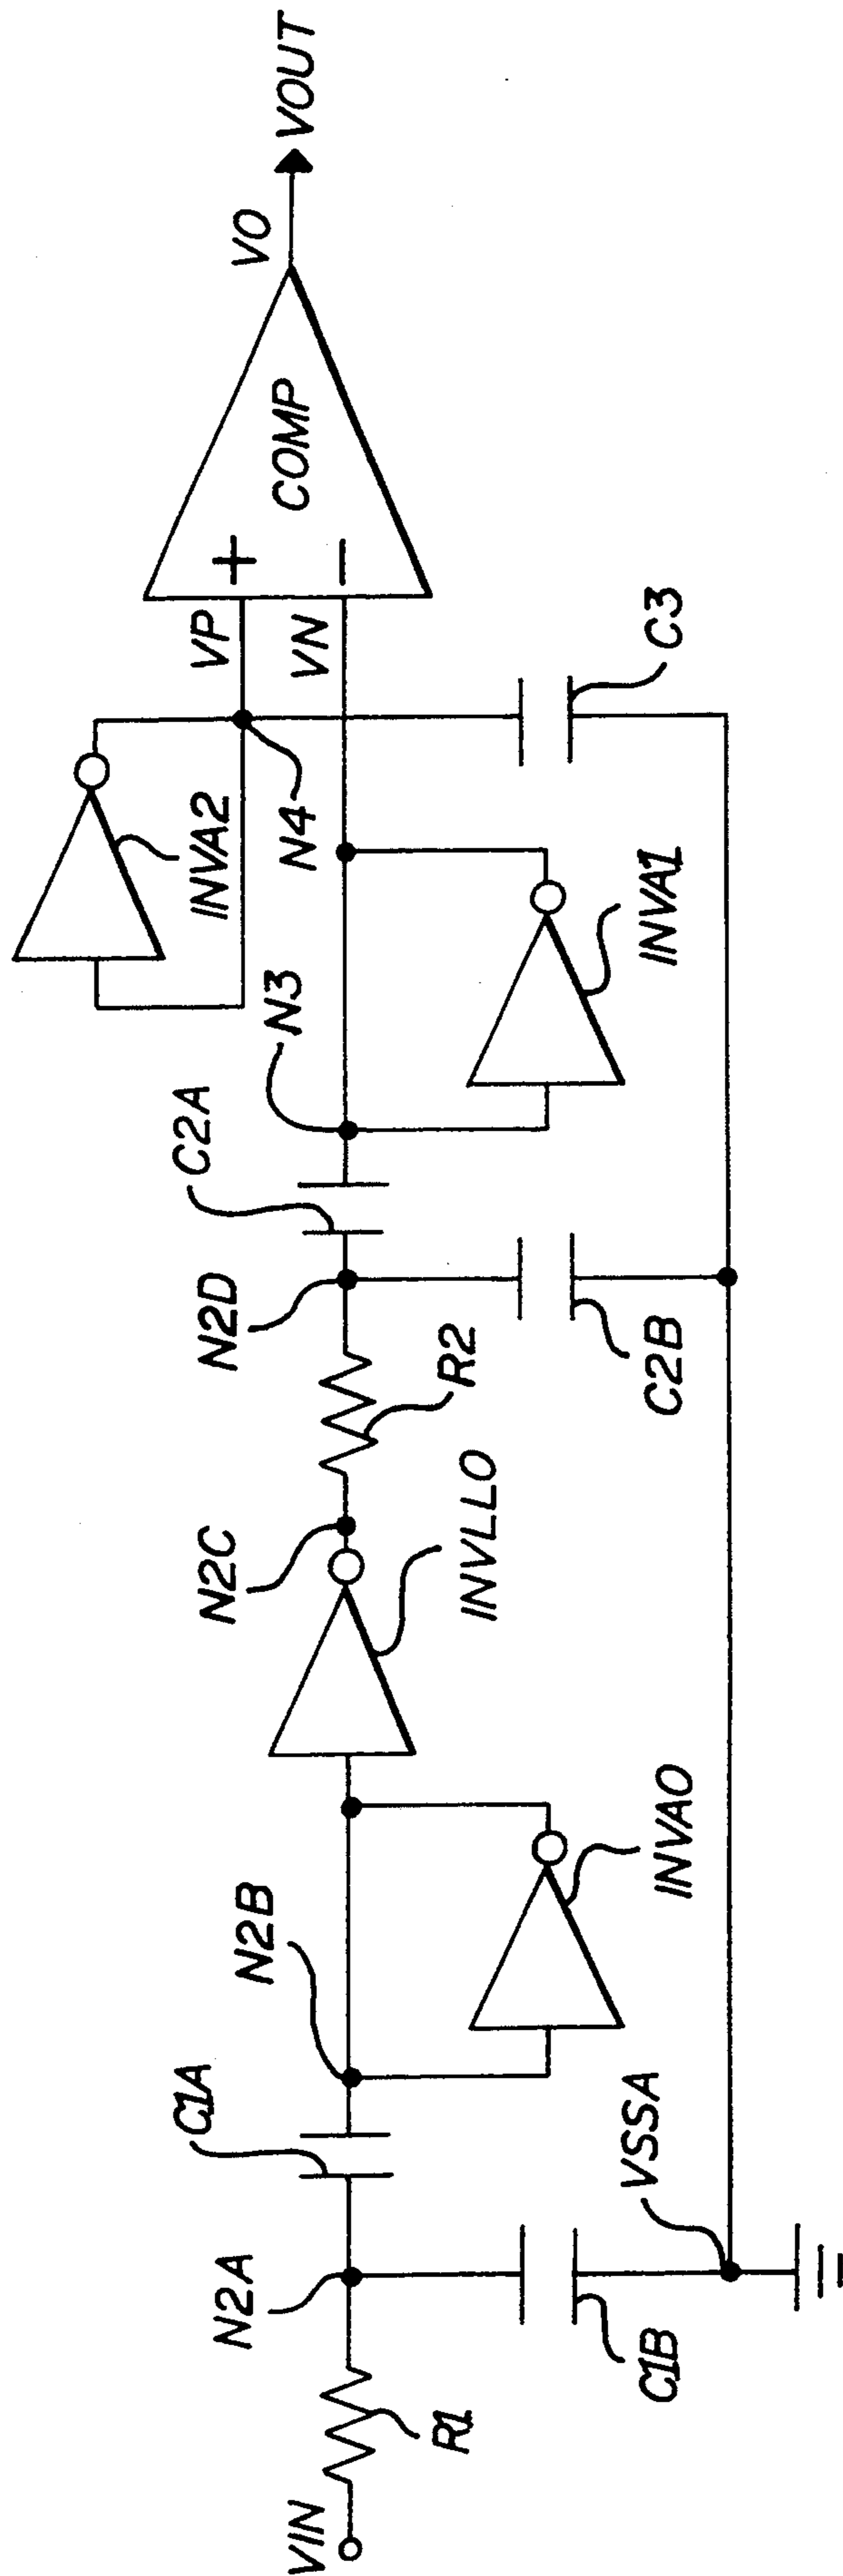 VIN
R1
N2A
C1B
C1A
VSSA
N2B
INVA0
INVLLO
N2C
R2
N2D
C2B
C2A
N3
INVA1
N4
INVA2
C3
VP
VN
+
−
COMP
VO
VOUT